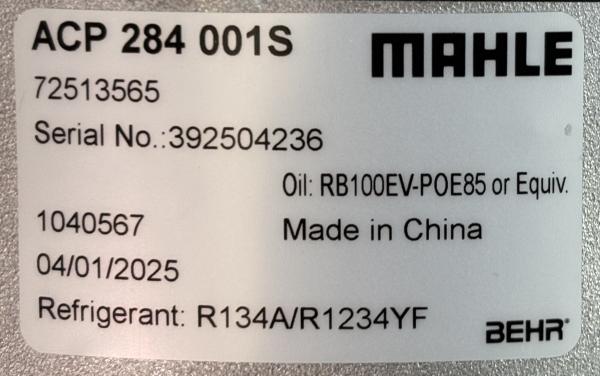 ACP 284 001S
MAHLE
72513565
Serial No.:392504236
Oil: RB100EV-POE85 or Equiv.
1040567
Made in China
04/01/2025
Refrigerant: R134A/R1234YF
BEHR®